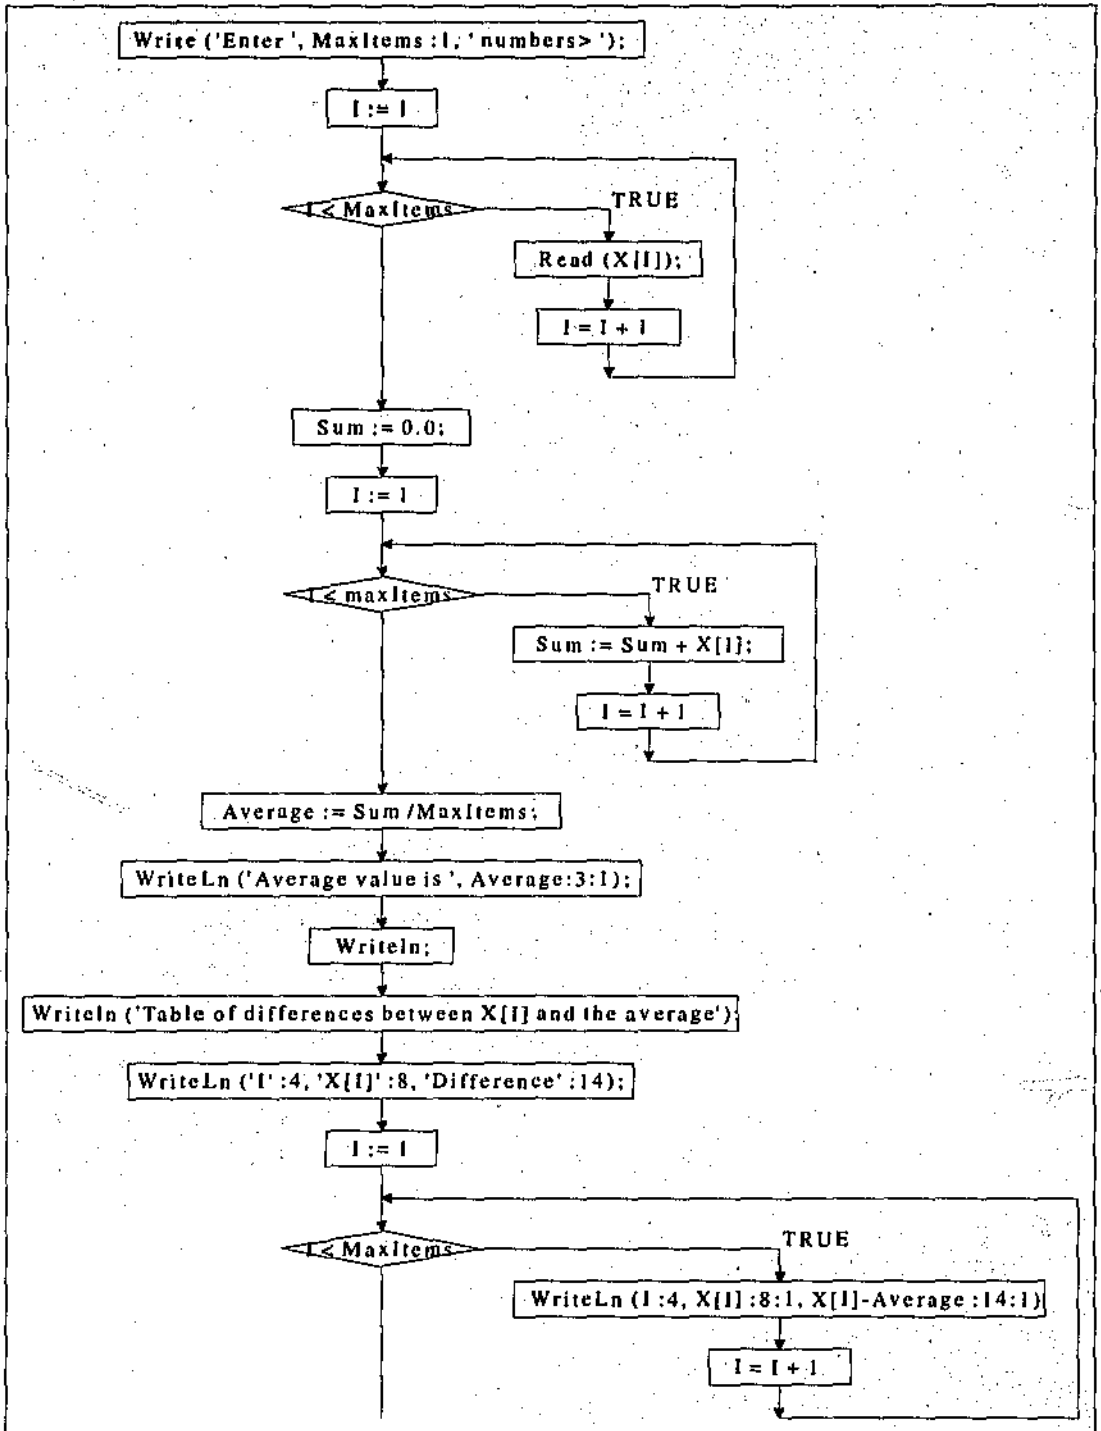 Write ('Enter ', MaxItems :1, ' numbers> ');
I := 1
I < MaxItems
TRUE
Read (X[I]);
I = I + 1
Sum := 0.0;
I := 1
I < maxItems
TRUE
Sum := Sum + X[I];
I = I + 1
Average := Sum /MaxItems;
WriteLn ('Average value is ', Average:3:1);
Writeln;
Writeln ('Table of differences between X[I] and the average');
WriteLn ('I' :4, 'X[I]' :8, 'Difference' :14);
I := 1
I < MaxItems
TRUE
WriteLn (I :4, X[I] :8:1, X[I]-Average :14:1)
I = I + 1